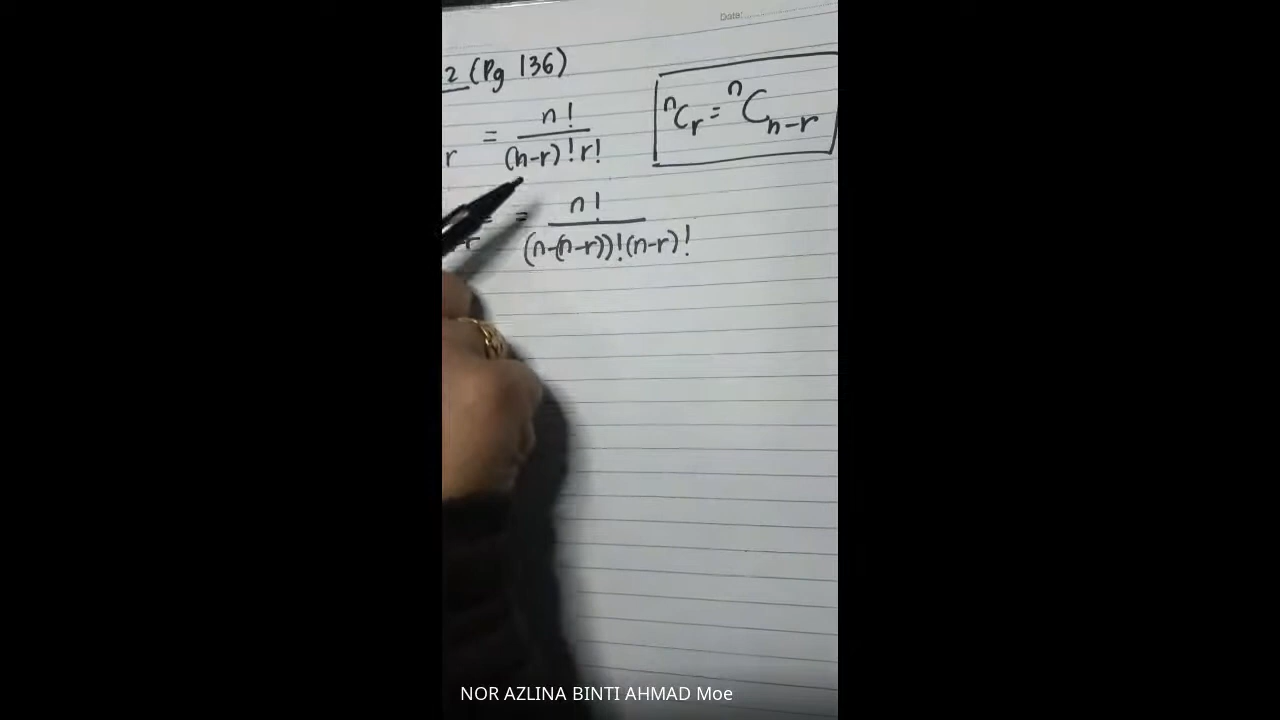 Date:
2 (Pg 136)
r = n! / (n-r)!r!
ⁿCᵣ = ⁿCₙ₋ᵣ
= n! / (n-(n-r))!(n-r)!
NOR AZLINA BINTI AHMAD Moe